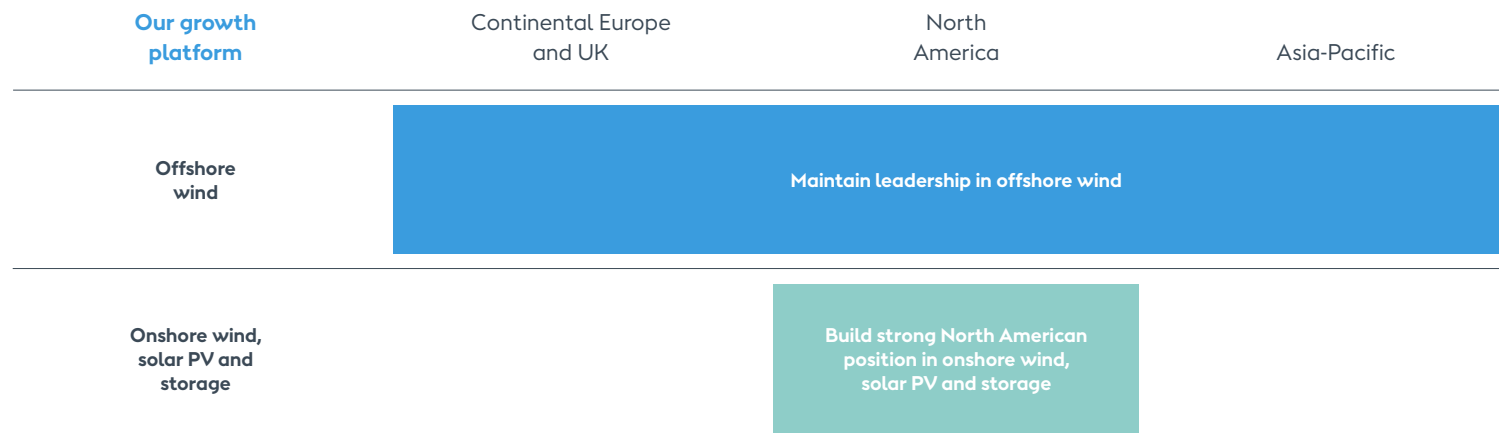 Our growth
platform
Continental Europe
and UK
North
America
Asia-Pacific
Offshore
wind
Maintain leadership in offshore wind
Onshore wind,
solar PV and
storage
Build strong North American
position in onshore wind,
solar PV and storage